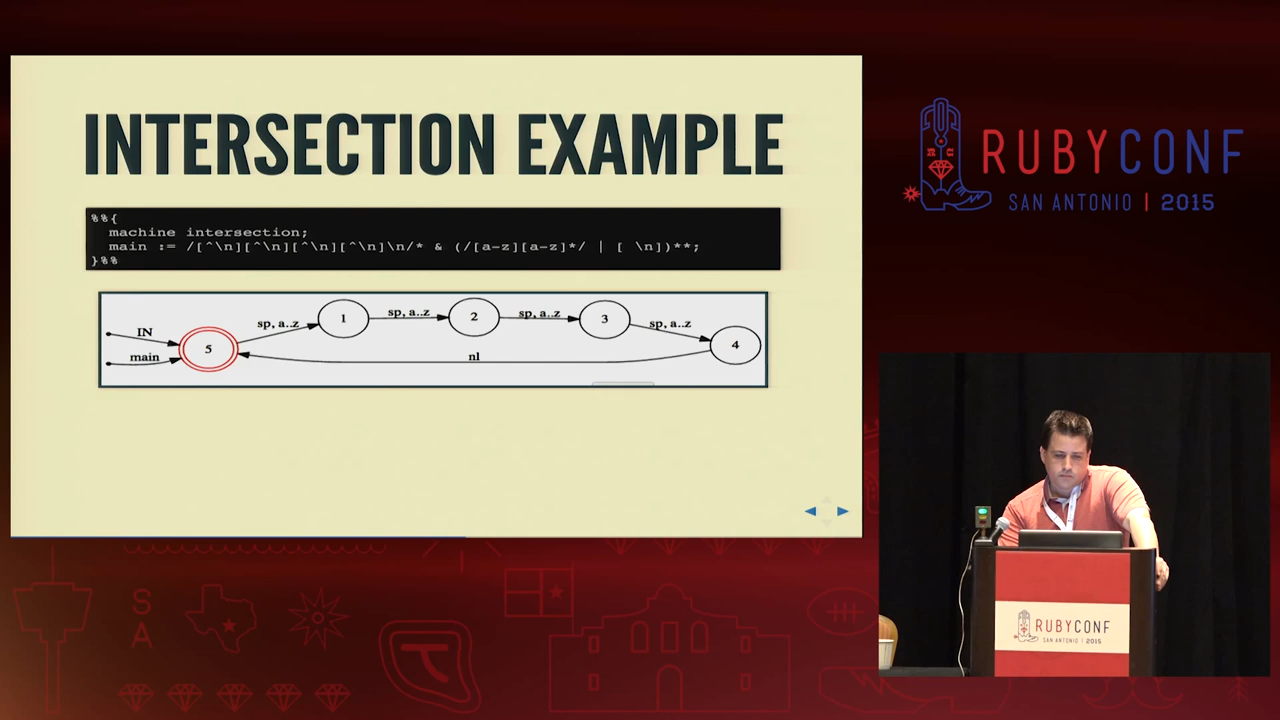 INTERSECTION EXAMPLE
%%{
machine intersection;
main := /[^\n][^\n][^\n][^\n]\n/* & (/[a-z][a-z]*/ | [ \n])**;
}%%
IN
main
5
sp, a..z
1
sp, a..z
2
sp, a..z
3
sp, a..z
4
nl
RUBYCONF
SAN ANTONIO | 2015
RUBYCONF
SAN ANTONIO | 2015
S
A